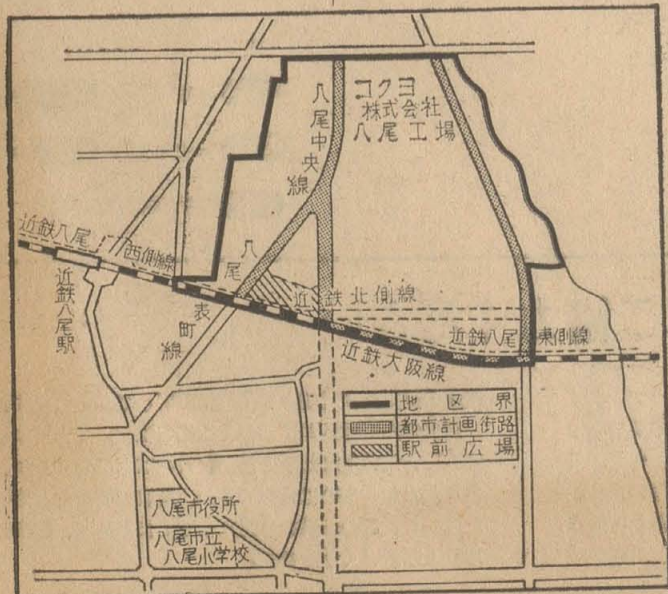 コクヨ
株式会社
八尾工場
八尾中央線
近鉄八尾西側線
近鉄八尾駅
八尾表町線
近鉄北側線
近鉄八尾東側線
近鉄大阪線
地区界
都市計画街路
駅前広場
八尾市役所
八尾市立
八尾小学校